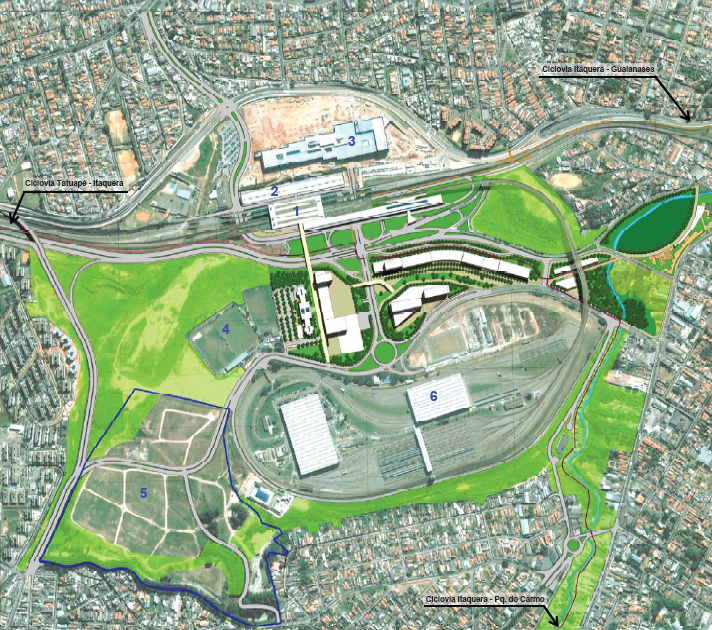 Ciclovia Itaquera - Guaianases
3
Ciclovia Tatuapé - Itaquera
2
1
4
6
5
Ciclovia Itaquera - Pq. do Carmo